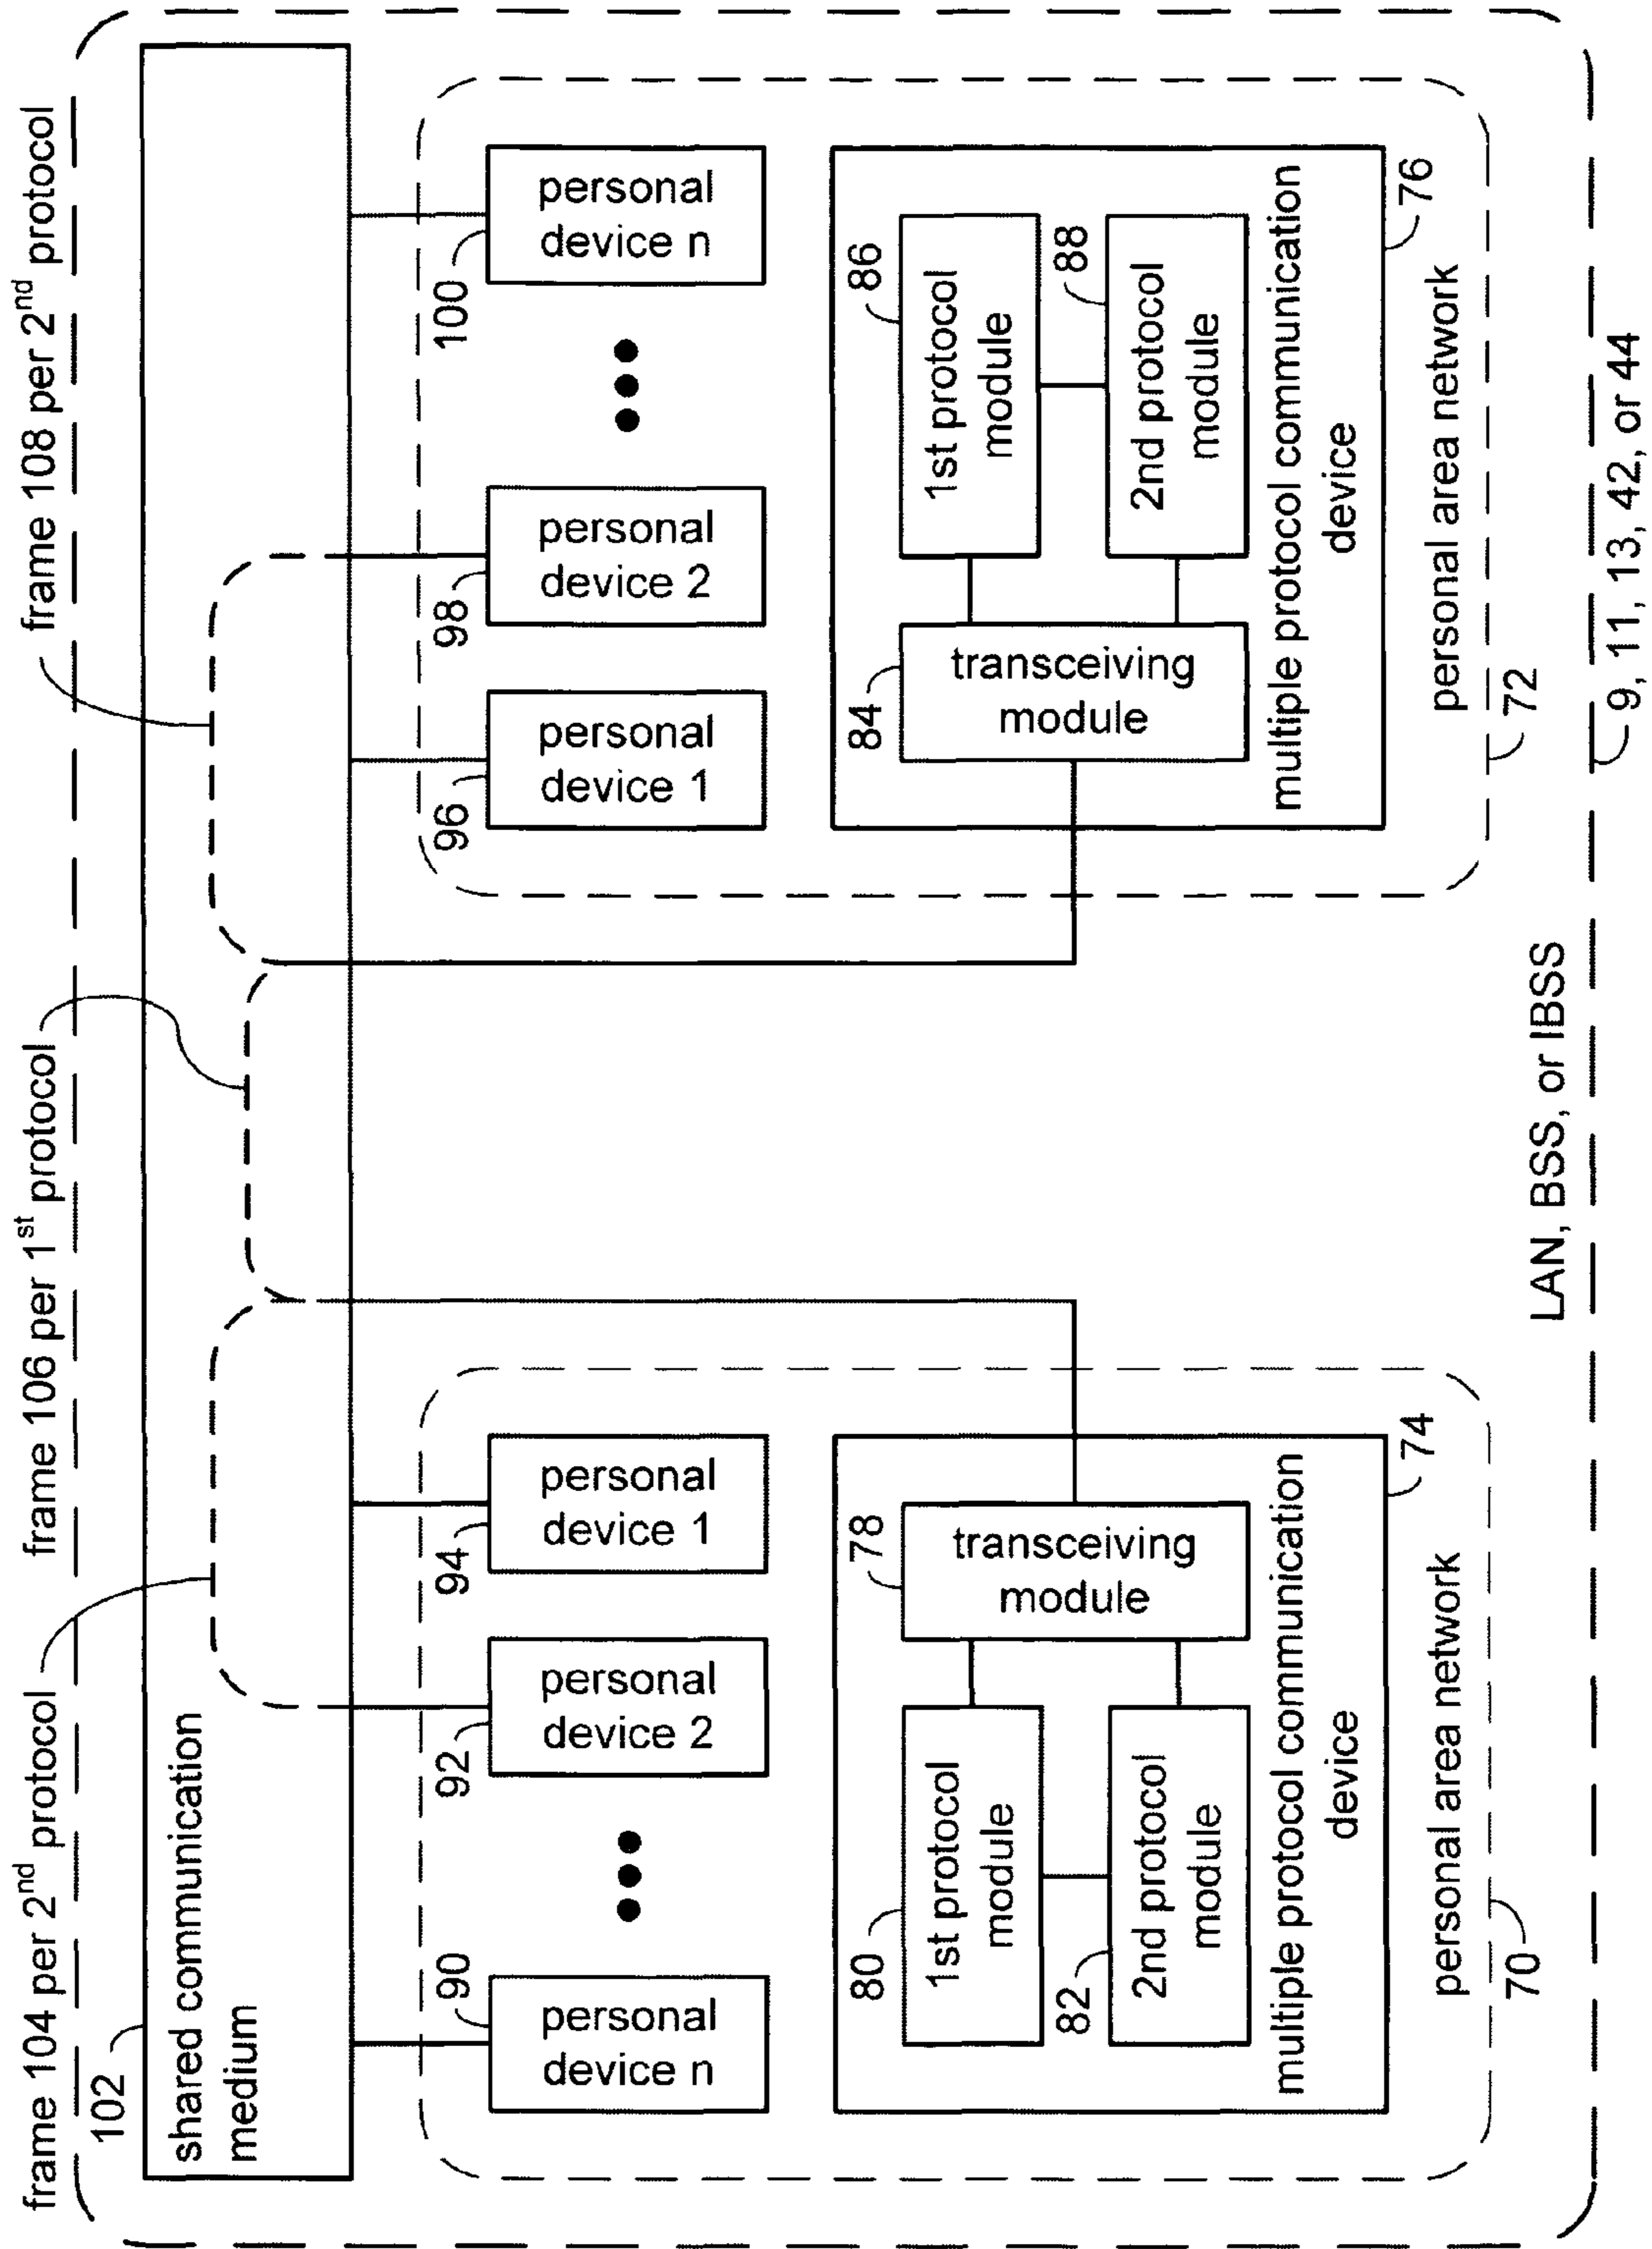 frame 104 per 2nd protocol
frame 106 per 1st protocol
frame 108 per 2nd protocol
102
shared communication
medium
90
personal
device n
92
personal
device 2
94
personal
device 1
96
personal
device 1
98
personal
device 2
100
personal
device n
80
1st protocol
module
82
2nd protocol
module
78
transceiving
module
multiple protocol communication
device
74
personal area network
70
84
transceiving
module
86
1st protocol
module
88
2nd protocol
module
multiple protocol communication
device
76
personal area network
72
LAN, BSS, or IBSS
9, 11, 13, 42, or 44